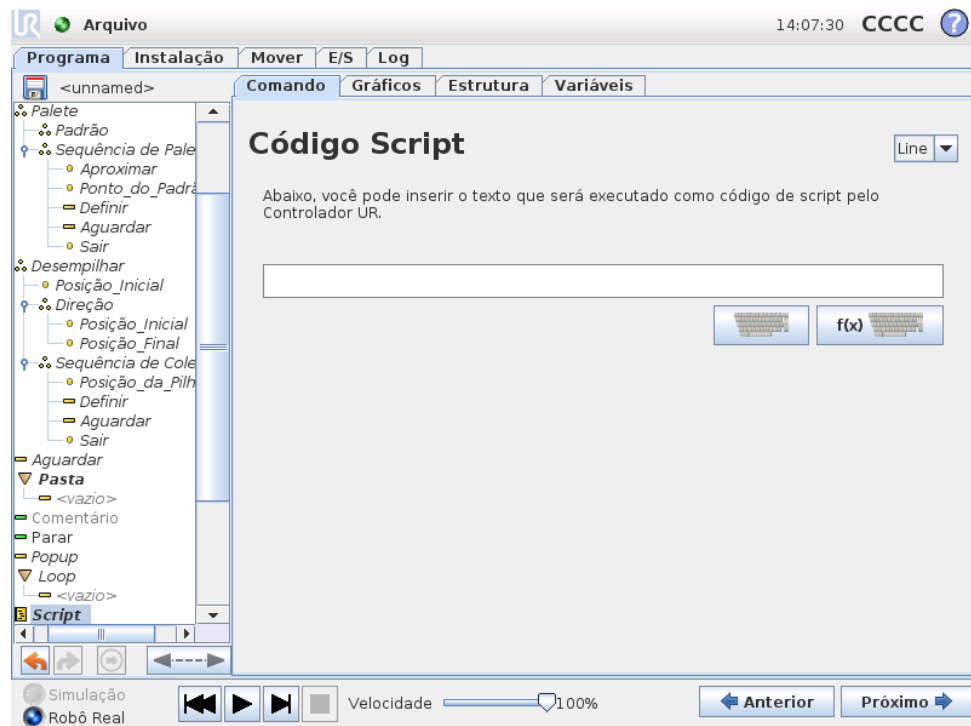 UR Arquivo 14:07:30 CCCC ?
Programa Instalação Mover E/S Log
<unnamed>
Comando Gráficos Estrutura Variáveis
Palete
Padrão
Sequência de Pale
Aproximar
Ponto_do_Padrã
Definir
Aguardar
Sair
Desempilhar
Posição_Inicial
Direção
Posição_Inicial
Posição_Final
Sequência de Cole
Posição_da_Pilh
Definir
Aguardar
Sair
Aguardar
Pasta
<vazio>
Comentário
Parar
Popup
Loop
<vazio>
Script
Código Script
Line
Abaixo, você pode inserir o texto que será executado como código de script pelo
Controlador UR.
f(x)
Simulação
Robô Real
Velocidade 100%
Anterior Próximo